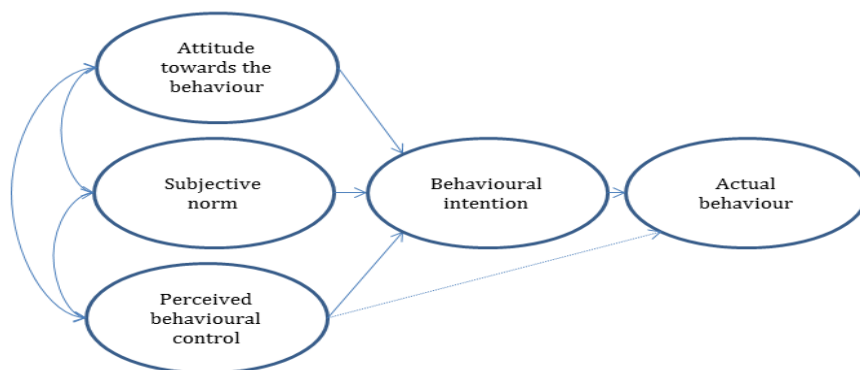 Attitude
towards the
behaviour
Subjective
norm
Behavioural
intention
Actual
behaviour
Perceived
behavioural
control